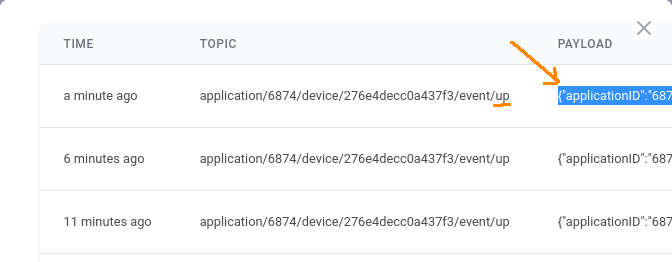 TIME TOPIC PAYLOAD
a minute ago application/6874/device/276e4decc0a437f3/event/up {"applicationID":"687
6 minutes ago application/6874/device/276e4decc0a437f3/event/up {"applicationID":"687
11 minutes ago application/6874/device/276e4decc0a437f3/event/up {"applicationID":"687